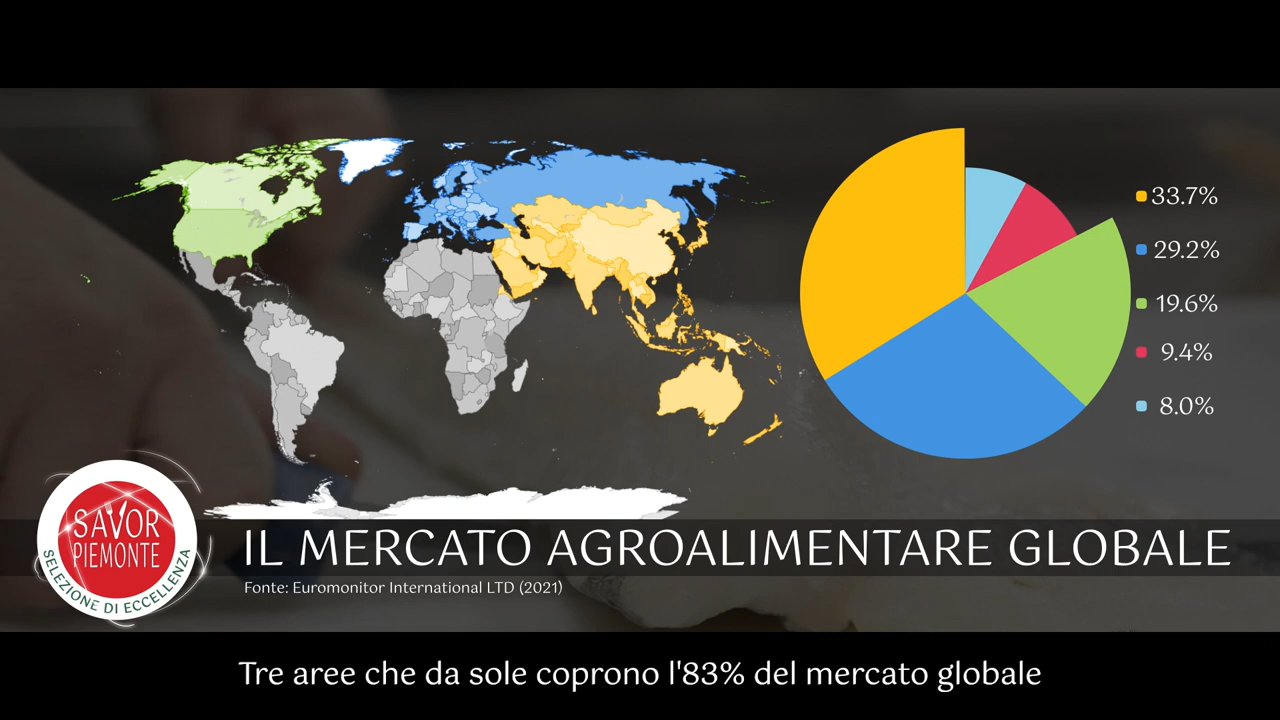 33.7%
29.2%
19.6%
9.4%
8.0%
SAVOR
PIEMONTE
SELEZIONE DI ECCELLENZA
IL MERCATO AGROALIMENTARE GLOBALE
Fonte: Euromonitor International LTD (2021)
Tre aree che da sole coprono l'83% del mercato globale